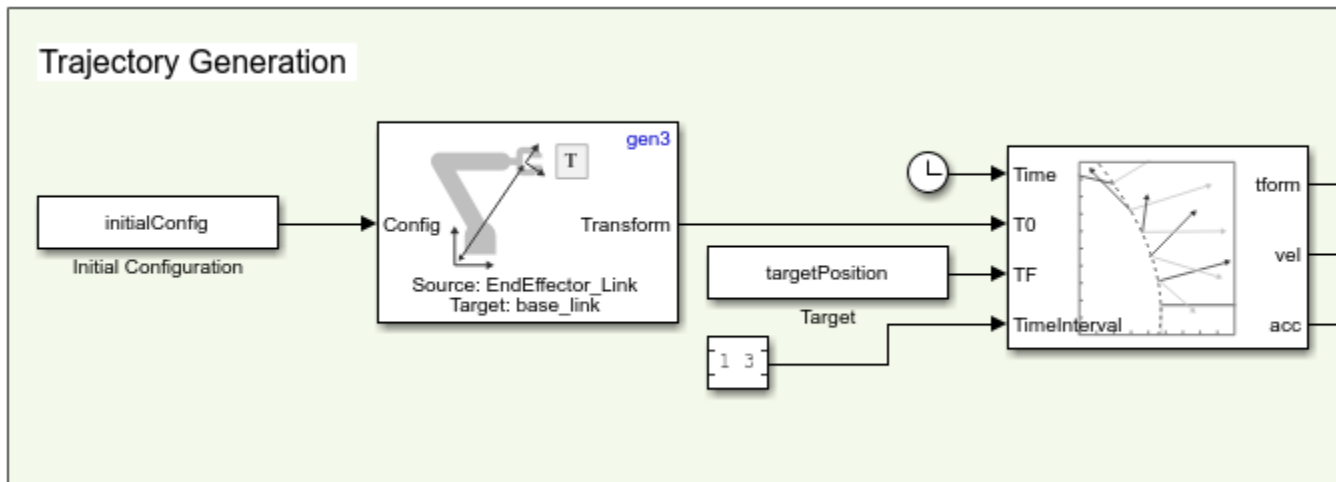 Trajectory Generation
initialConfig
Initial Configuration
gen3
T
Config
Transform
Source: EndEffector_Link
Target: base_link
targetPosition
Target
1 3
Time
T0
TF
TimeInterval
tform
vel
acc